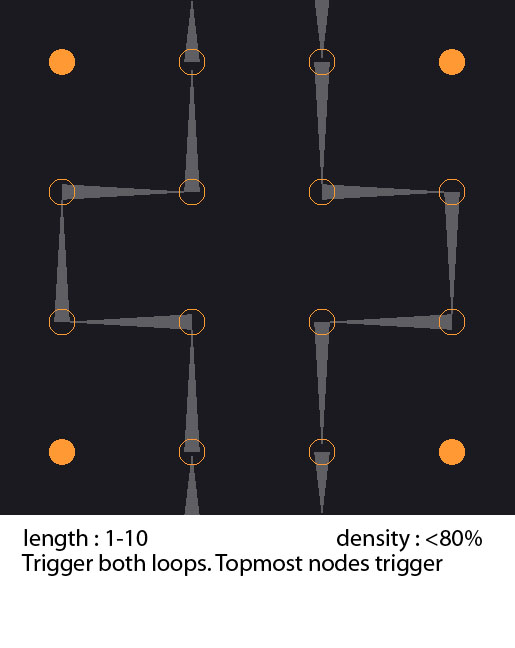 length : 1-10 density : <80%
Trigger both loops. Topmost nodes trigger